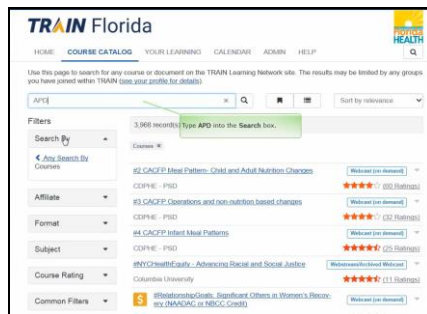 TRAIN Florida
Florida
HEALTH
HOME COURSE CATALOG YOUR LEARNING CALENDAR ADMIN HELP
Use this page to search for any course or document on the TRAIN Learning Network site. The results may be limited by any groups
you have joined within TRAIN (see your profile for details).
APD × Sort by relevance
Filters
3,966 record(s) Type APD into the Search box.
Search By
Courses
Any Search By
Courses
#2 CACFP Meal Pattern- Child and Adult Nutrition Changes Webcast (on demand)
CDPHE - PSD (60 Ratings)
Affiliate
#3 CACFP Operations and non-nutrition based changes Webcast (on demand)
CDPHE - PSD (32 Ratings)
Format
#4 CACFP Infant Meal Patterns Webcast (on demand)
Subject
CDPHE - PSD (25 Ratings)
#NYCHealthEquity - Advancing Racial and Social Justice Webstream/Archived Webcast
Course Rating
Columbia University (11 Ratings)
Common Filters
$ #RelationshipGoals: Significant Others in Women's Recov-
ery (NAADAC or NBCC Credit) Webcast (on demand)